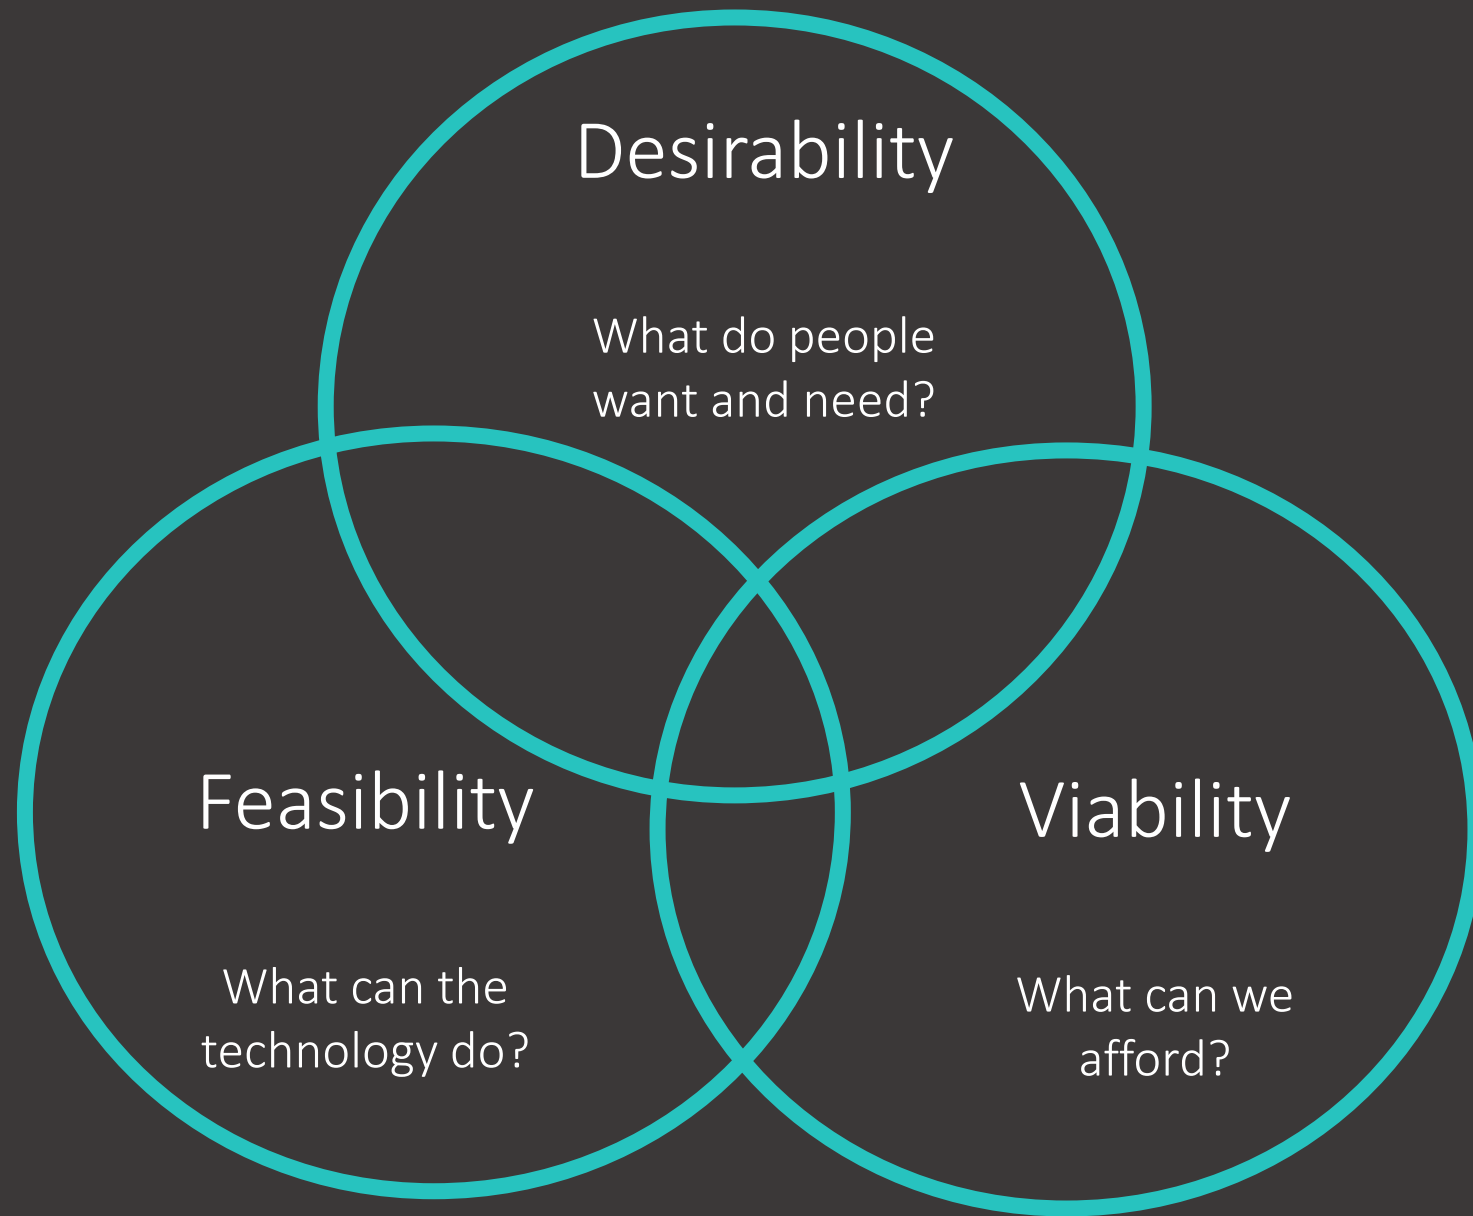 Desirability
What do people
want and need?
Feasibility
What can the
technology do?
Viability
What can we
afford?